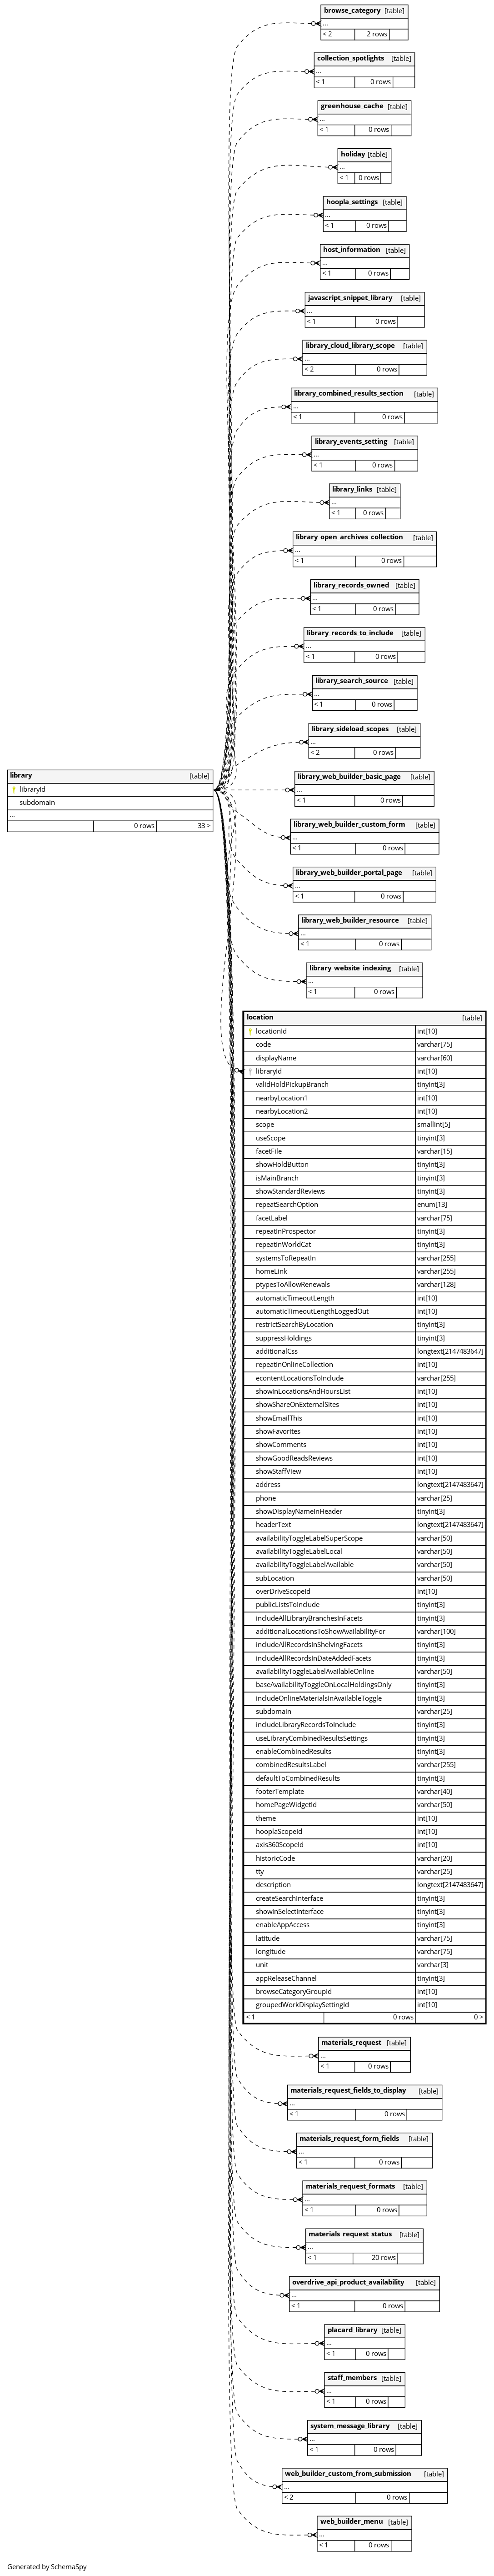 browse_category [table]
...
< 2 2 rows
collection_spotlights [table]
...
< 1 0 rows
greenhouse_cache [table]
...
< 1 0 rows
holiday [table]
...
< 1 0 rows
hoopla_settings [table]
...
< 1 0 rows
host_information [table]
...
< 1 0 rows
javascript_snippet_library [table]
...
< 1 0 rows
library_cloud_library_scope [table]
...
< 2 0 rows
library_combined_results_section [table]
...
< 1 0 rows
library_events_setting [table]
...
< 1 0 rows
library_links [table]
...
< 1 0 rows
library_open_archives_collection [table]
...
< 1 0 rows
library_records_owned [table]
...
< 1 0 rows
library_records_to_include [table]
...
< 1 0 rows
library_search_source [table]
...
< 1 0 rows
library_sideload_scopes [table]
...
< 2 0 rows
library [table]
libraryId
subdomain
...
0 rows 33 >
library_web_builder_basic_page [table]
...
< 1 0 rows
library_web_builder_custom_form [table]
...
< 1 0 rows
library_web_builder_portal_page [table]
...
< 1 0 rows
library_web_builder_resource [table]
...
< 1 0 rows
library_website_indexing [table]
...
< 1 0 rows
location [table]
locationId int[10]
code varchar[75]
displayName varchar[60]
libraryId int[10]
validHoldPickupBranch tinyint[3]
nearbyLocation1 int[10]
nearbyLocation2 int[10]
scope smallint[5]
useScope tinyint[3]
facetFile varchar[15]
showHoldButton tinyint[3]
isMainBranch tinyint[3]
showStandardReviews tinyint[3]
repeatSearchOption enum[13]
facetLabel varchar[75]
repeatInProspector tinyint[3]
repeatInWorldCat tinyint[3]
systemsToRepeatIn varchar[255]
homeLink varchar[255]
ptypesToAllowRenewals varchar[128]
automaticTimeoutLength int[10]
automaticTimeoutLengthLoggedOut int[10]
restrictSearchByLocation tinyint[3]
suppressHoldings tinyint[3]
additionalCss longtext[2147483647]
repeatInOnlineCollection int[10]
econtentLocationsToInclude varchar[255]
showInLocationsAndHoursList int[10]
showShareOnExternalSites int[10]
showEmailThis int[10]
showFavorites int[10]
showComments int[10]
showGoodReadsReviews int[10]
showStaffView int[10]
address longtext[2147483647]
phone varchar[25]
showDisplayNameInHeader tinyint[3]
headerText longtext[2147483647]
availabilityToggleLabelSuperScope varchar[50]
availabilityToggleLabelLocal varchar[50]
availabilityToggleLabelAvailable varchar[50]
subLocation varchar[50]
overDriveScopeId int[10]
publicListsToInclude tinyint[3]
includeAllLibraryBranchesInFacets tinyint[3]
additionalLocationsToShowAvailabilityFor varchar[100]
includeAllRecordsInShelvingFacets tinyint[3]
includeAllRecordsInDateAddedFacets tinyint[3]
availabilityToggleLabelAvailableOnline varchar[50]
baseAvailabilityToggleOnLocalHoldingsOnly tinyint[3]
includeOnlineMaterialsInAvailableToggle tinyint[3]
subdomain varchar[25]
includeLibraryRecordsToInclude tinyint[3]
useLibraryCombinedResultsSettings tinyint[3]
enableCombinedResults tinyint[3]
combinedResultsLabel varchar[255]
defaultToCombinedResults tinyint[3]
footerTemplate varchar[40]
homePageWidgetId varchar[50]
theme int[10]
hooplaScopeId int[10]
axis360ScopeId int[10]
historicCode varchar[20]
tty varchar[25]
description longtext[2147483647]
createSearchInterface tinyint[3]
showInSelectInterface tinyint[3]
enableAppAccess tinyint[3]
latitude varchar[75]
longitude varchar[75]
unit varchar[3]
appReleaseChannel tinyint[3]
browseCategoryGroupId int[10]
groupedWorkDisplaySettingId int[10]
< 1 0 rows 0 >
materials_request [table]
...
< 1 0 rows
materials_request_fields_to_display [table]
...
< 1 0 rows
materials_request_form_fields [table]
...
< 1 0 rows
materials_request_formats [table]
...
< 1 0 rows
materials_request_status [table]
...
< 1 20 rows
overdrive_api_product_availability [table]
...
< 1 0 rows
placard_library [table]
...
< 1 0 rows
staff_members [table]
...
< 1 0 rows
system_message_library [table]
...
< 1 0 rows
web_builder_custom_from_submission [table]
...
< 2 0 rows
web_builder_menu [table]
...
< 1 0 rows
Generated by SchemaSpy